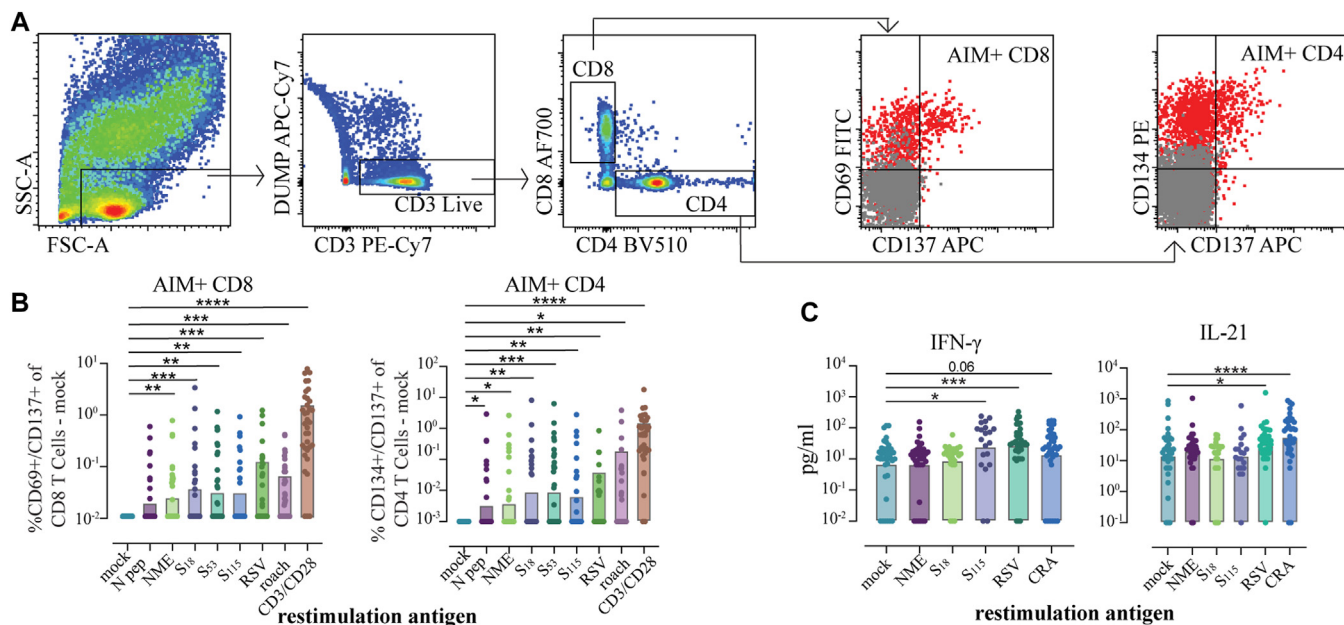 A
SSC-A
FSC-A
DUMP APC-Cy7
CD3 Live
CD3 PE-Cy7
CD8 AF700
CD8
CD4
CD4 BV510
AIM+ CD8
CD69 FITC
CD137 APC
AIM+ CD4
CD134 PE
CD137 APC
B
AIM+ CD8
****
***
***
**
**
***
**
%CD69+/CD137+ of
CD8 T Cells - mock
10¹
10⁰
10⁻¹
10⁻²
mock
N pep
NME
S₁₈
S₅₃
S₁₁₅
RSV
roach
CD3/CD28
AIM+ CD4
****
*
**
**
***
**
*
*
% CD134+/CD137+ of
CD4 T Cells - mock
10²
10¹
10⁰
10⁻¹
10⁻²
10⁻³
mock
N pep
NME
S₁₈
S₅₃
S₁₁₅
RSV
roach
CD3/CD28
restimulation antigen
C
IFN-γ
0.06
***
*
pg/ml
10⁴
10³
10²
10¹
10⁰
10⁻¹
10⁻²
mock
NME
S₁₈
S₁₁₅
RSV
CRA
IL-21
****
*
10⁴
10³
10²
10¹
10⁰
10⁻¹
mock
NME
S₁₈
S₁₁₅
RSV
CRA
restimulation antigen